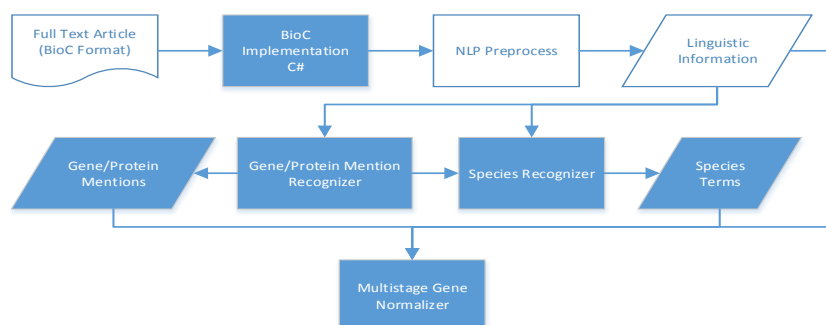 Full Text Article
(BioC Format)
BioC
Implementation
C#
NLP Preprocess
Linguistic
Information
Gene/Protein
Mentions
Gene/Protein Mention
Recognizer
Species Recognizer
Species
Terms
Multistage Gene
Normalizer